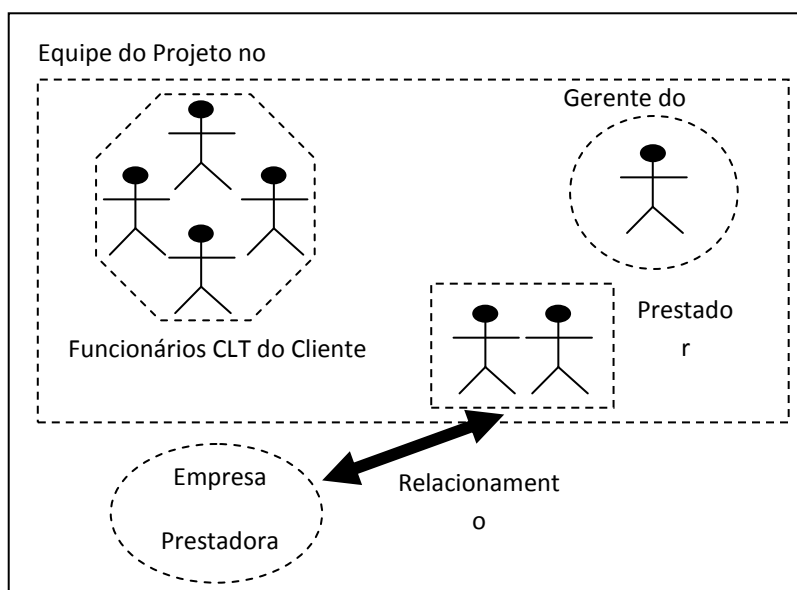 Equipe do Projeto no
Gerente do
Funcionários CLT do Cliente
Prestado
r
Empresa
Prestadora
Relacionament
o